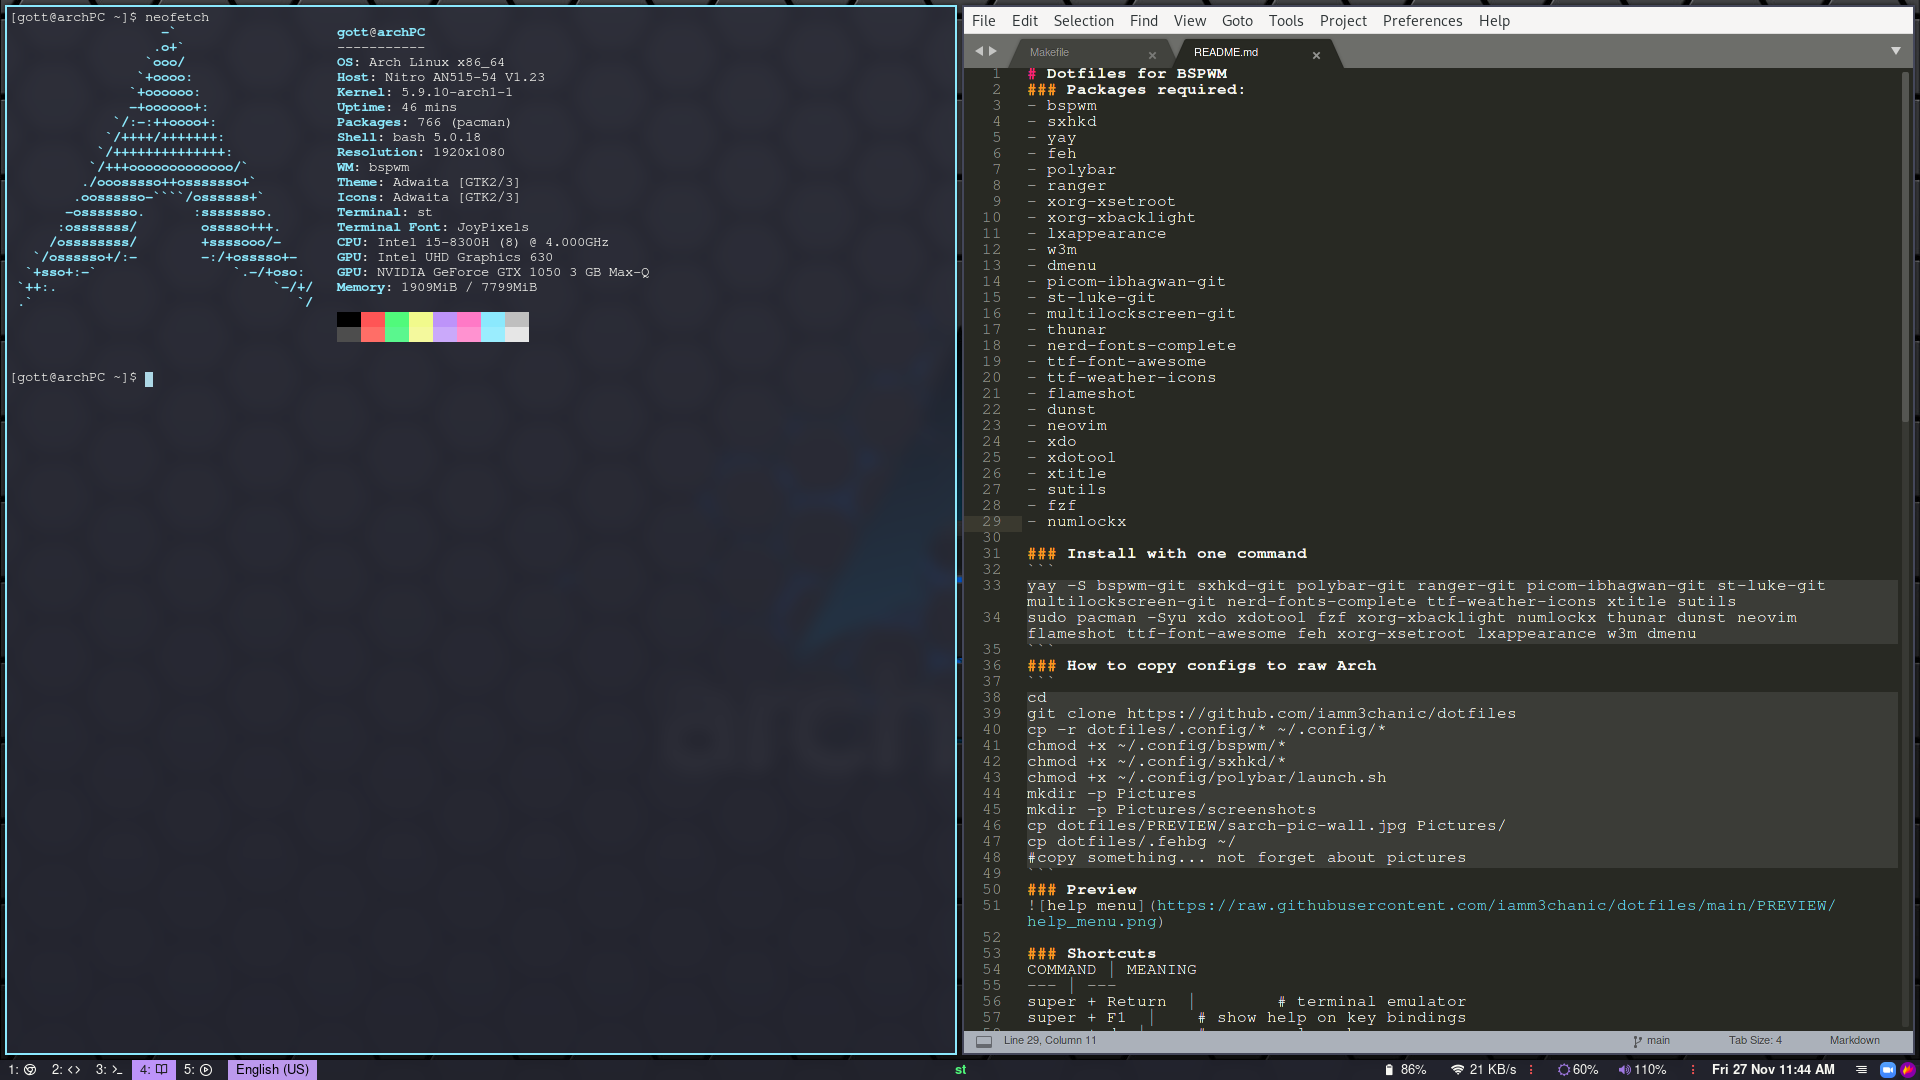 [gott@archPC ~]$ neofetch
gott@archPC
-----------
OS: Arch Linux x86_64
Host: Nitro AN515-54 V1.23
Kernel: 5.9.10-arch1-1
Uptime: 46 mins
Packages: 766 (pacman)
Shell: bash 5.0.18
Resolution: 1920x1080
WM: bspwm
Theme: Adwaita [GTK2/3]
Icons: Adwaita [GTK2/3]
Terminal: st
Terminal Font: JoyPixels
CPU: Intel i5-8300H (8) @ 4.000GHz
GPU: Intel UHD Graphics 630
GPU: NVIDIA GeForce GTX 1050 3 GB Max-Q
Memory: 1909MiB / 7799MiB
[gott@archPC ~]$
arch
File Edit Selection Find View Goto Tools Project Preferences Help
Makefile × README.md ×
1 # Dotfiles for BSPWM
2 ### Packages required:
3 - bspwm
4 - sxhkd
5 - yay
6 - feh
7 - polybar
8 - ranger
9 - xorg-xsetroot
10 - xorg-xbacklight
11 - lxappearance
12 - w3m
13 - dmenu
14 - picom-ibhagwan-git
15 - st-luke-git
16 - multilockscreen-git
17 - thunar
18 - nerd-fonts-complete
19 - ttf-font-awesome
20 - ttf-weather-icons
21 - flameshot
22 - dunst
23 - neovim
24 - xdo
25 - xdotool
26 - xtitle
27 - sutils
28 - fzf
29 - numlockx
30
31 ### Install with one command
32 ```
33 yay -S bspwm-git sxhkd-git polybar-git ranger-git picom-ibhagwan-git st-luke-git
multilockscreen-git nerd-fonts-complete ttf-weather-icons xtitle sutils
34 sudo pacman -Syu xdo xdotool fzf xorg-xbacklight numlockx thunar dunst neovim
flameshot ttf-font-awesome feh xorg-xsetroot lxappearance w3m dmenu
35 ```
36 ### How to copy configs to raw Arch
37 ```
38 cd
39 git clone https://github.com/iamm3chanic/dotfiles
40 cp -r dotfiles/.config/* ~/.config/*
41 chmod +x ~/.config/bspwm/*
42 chmod +x ~/.config/sxhkd/*
43 chmod +x ~/.config/polybar/launch.sh
44 mkdir -p Pictures
45 mkdir -p Pictures/screenshots
46 cp dotfiles/PREVIEW/sarch-pic-wall.jpg Pictures/
47 cp dotfiles/.fehbg ~/
48 #copy something... not forget about pictures
49 ```
50 ### Preview
51 ![help menu](https://raw.githubusercontent.com/iamm3chanic/dotfiles/main/PREVIEW/
help_menu.png)
52
53 ### Shortcuts
54 COMMAND | MEANING
55 --- | ---
56 super + Return | # terminal emulator
57 super + F1 | # show help on key bindings
Line 29, Column 11 main Tab Size: 4 Markdown
1: 2: <> 3: >_ 4: 5: English (US) st 86% 21 KB/s 60% 110% Fri 27 Nov 11:44 AM